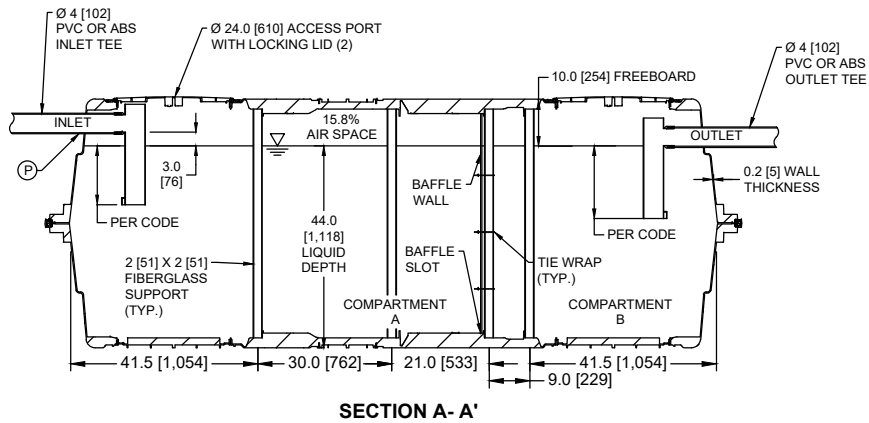 Ø 4 [102]
PVC OR ABS
INLET TEE
Ø 24.0 [610] ACCESS PORT
WITH LOCKING LID (2)
10.0 [254] FREEBOARD
Ø 4 [102]
PVC OR ABS
OUTLET TEE
INLET
15.8%
AIR SPACE
OUTLET
P
3.0
[76]
PER CODE
BAFFLE
WALL
0.2 [5] WALL
THICKNESS
PER CODE
44.0
[1,118]
LIQUID
DEPTH
2 [51] X 2 [51]
FIBERGLASS
SUPPORT
(TYP.)
BAFFLE
SLOT
TIE WRAP
(TYP.)
COMPARTMENT
A
COMPARTMENT
B
41.5 [1,054]
30.0 [762]
21.0 [533]
41.5 [1,054]
9.0 [229]
SECTION A- A'